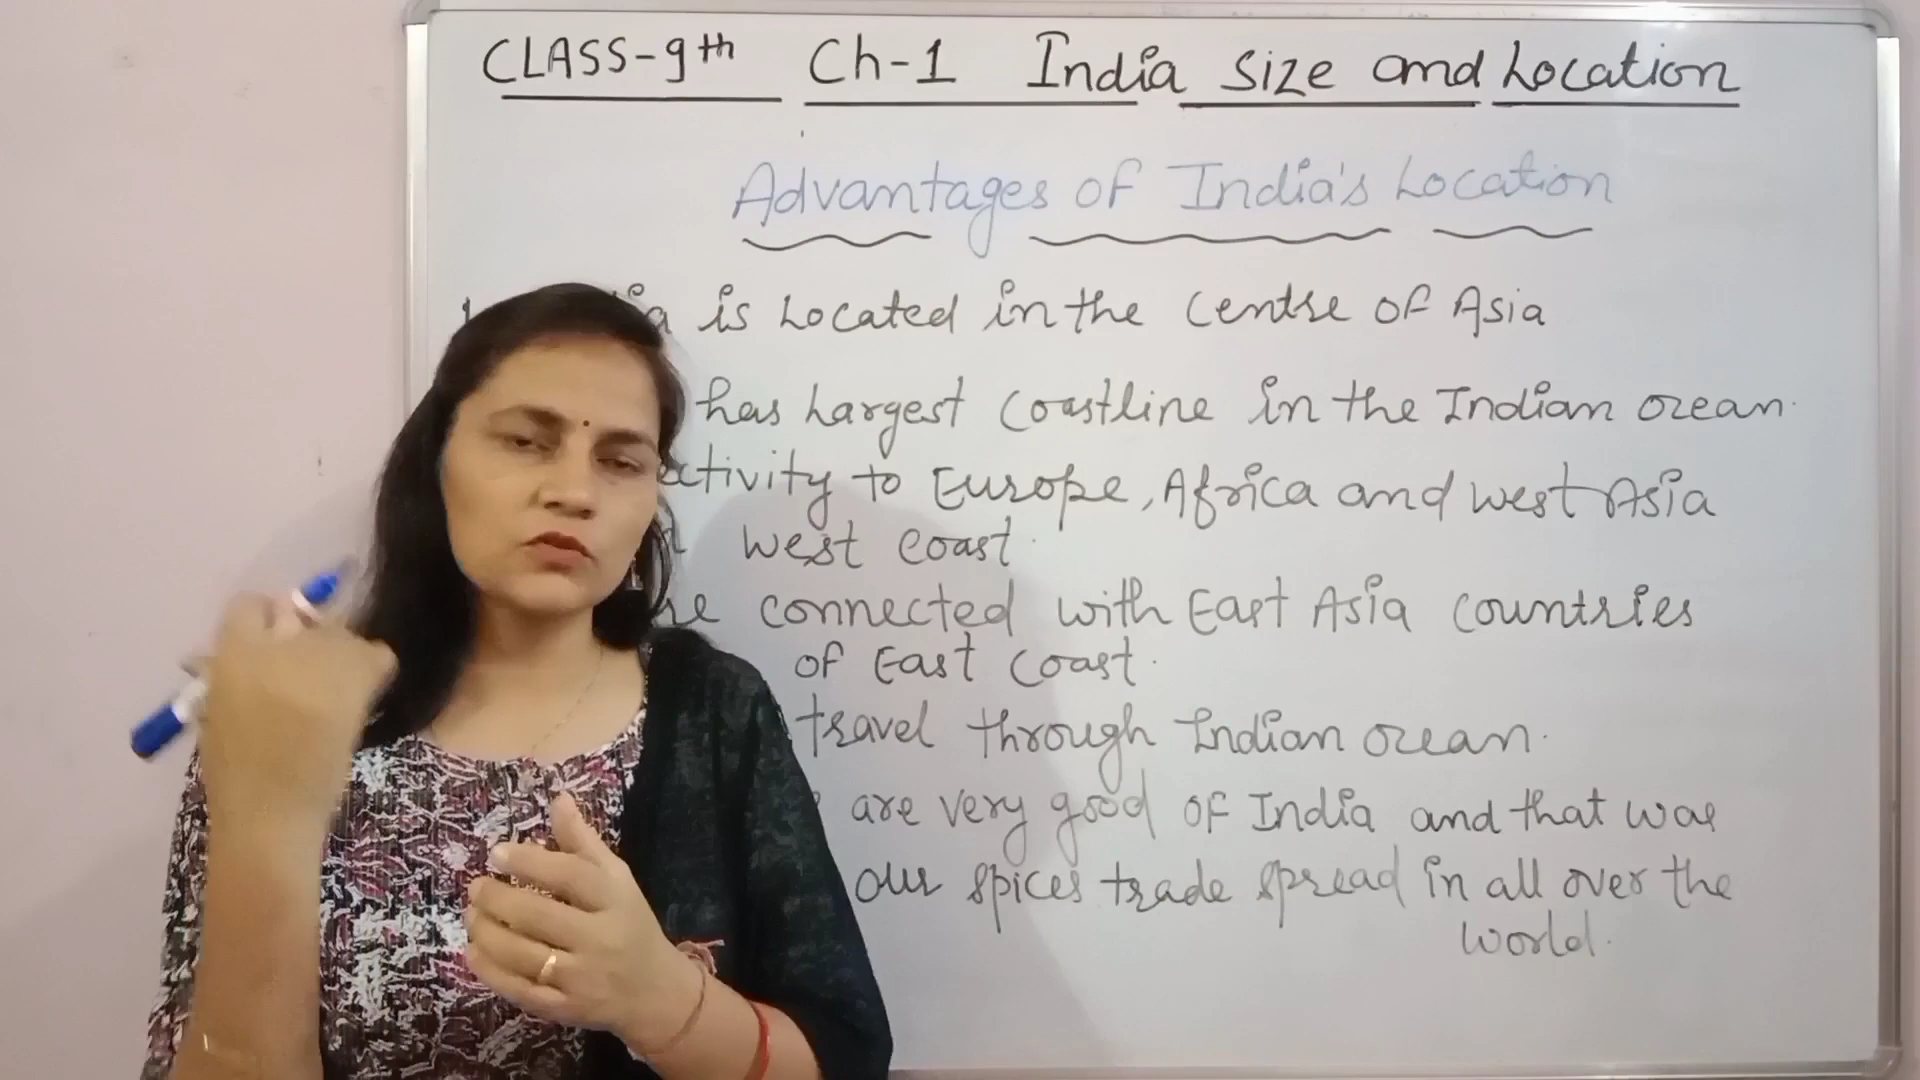 CLASS-9th Ch-1 India Size and Location
Advantages of India's Location
is Located in the Centre of Asia
has Largest Coastline in the Indian ocean.
to Europe, Africa and west Asia
west coast.
connected with East Asia countries
of East coast.
travel through Indian ocean.
are very good of India and that was
our spices trade spread in all over the
world.